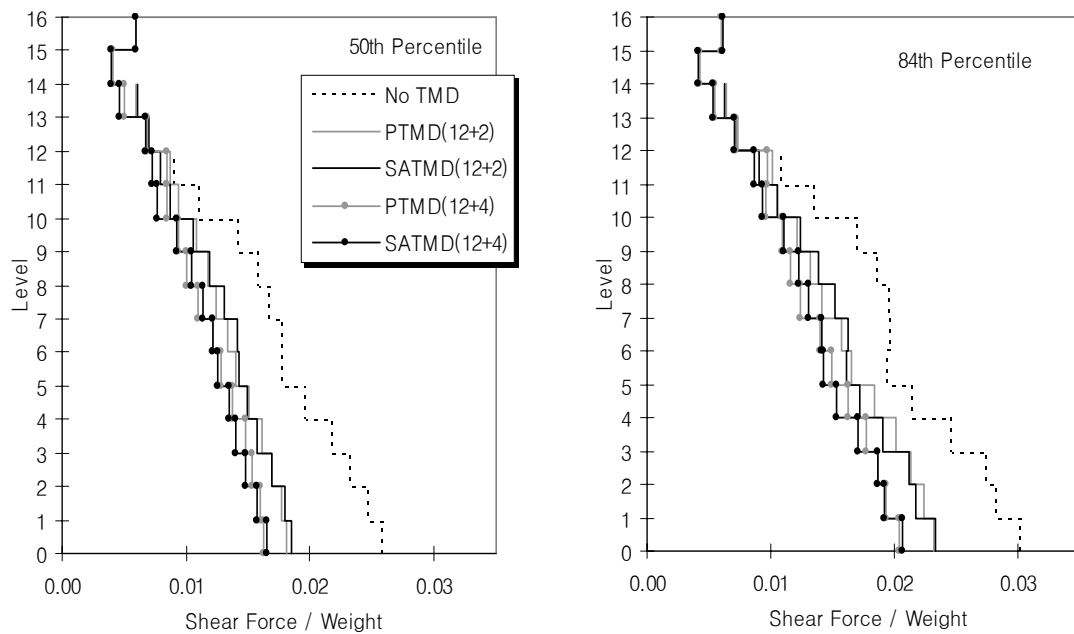 50th Percentile
No TMD
PTMD(12+2)
SATMD(12+2)
PTMD(12+4)
SATMD(12+4)
Level
16
15
14
13
12
11
10
9
8
7
6
5
4
3
2
1
0
0.00 0.01 0.02 0.03
Shear Force / Weight
84th Percentile
Level
16
15
14
13
12
11
10
9
8
7
6
5
4
3
2
1
0
0.00 0.01 0.02 0.03
Shear Force / Weight